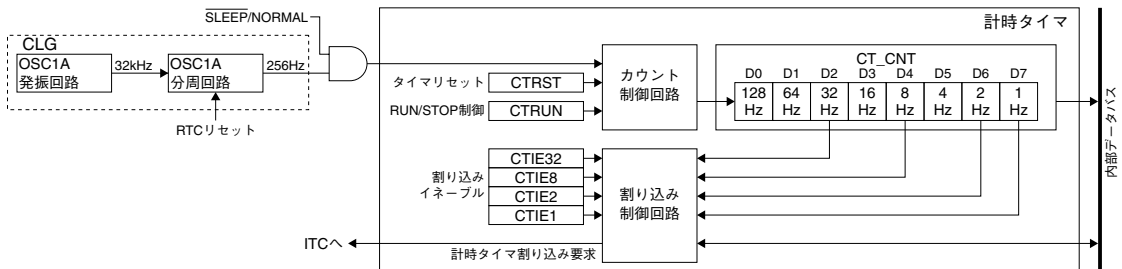 SLEEP/NORMAL
計時タイマ
CLG
OSC1A
発振回路
32kHz
OSC1A
分周回路
256Hz
RTCリセット
タイマリセット
CTRST
RUN/STOP制御
CTRUN
カウント
制御回路
CT_CNT
D0 D1 D2 D3 D4 D5 D6 D7
128 64 32 16 8 4 2 1
Hz Hz Hz Hz Hz Hz Hz Hz
割り込み
イネーブル
CTIE32
CTIE8
CTIE2
CTIE1
割り込み
制御回路
ITCへ
計時タイマ割り込み要求
内部データバス